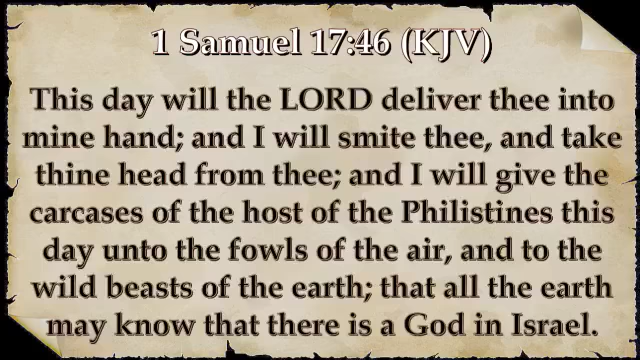 1 Samuel 17:46 (KJV)
This day will the LORD deliver thee into
mine hand; and I will smite thee, and take
thine head from thee; and I will give the
carcases of the host of the Philistines this
day unto the fowls of the air, and to the
wild beasts of the earth; that all the earth
may know that there is a God in Israel.